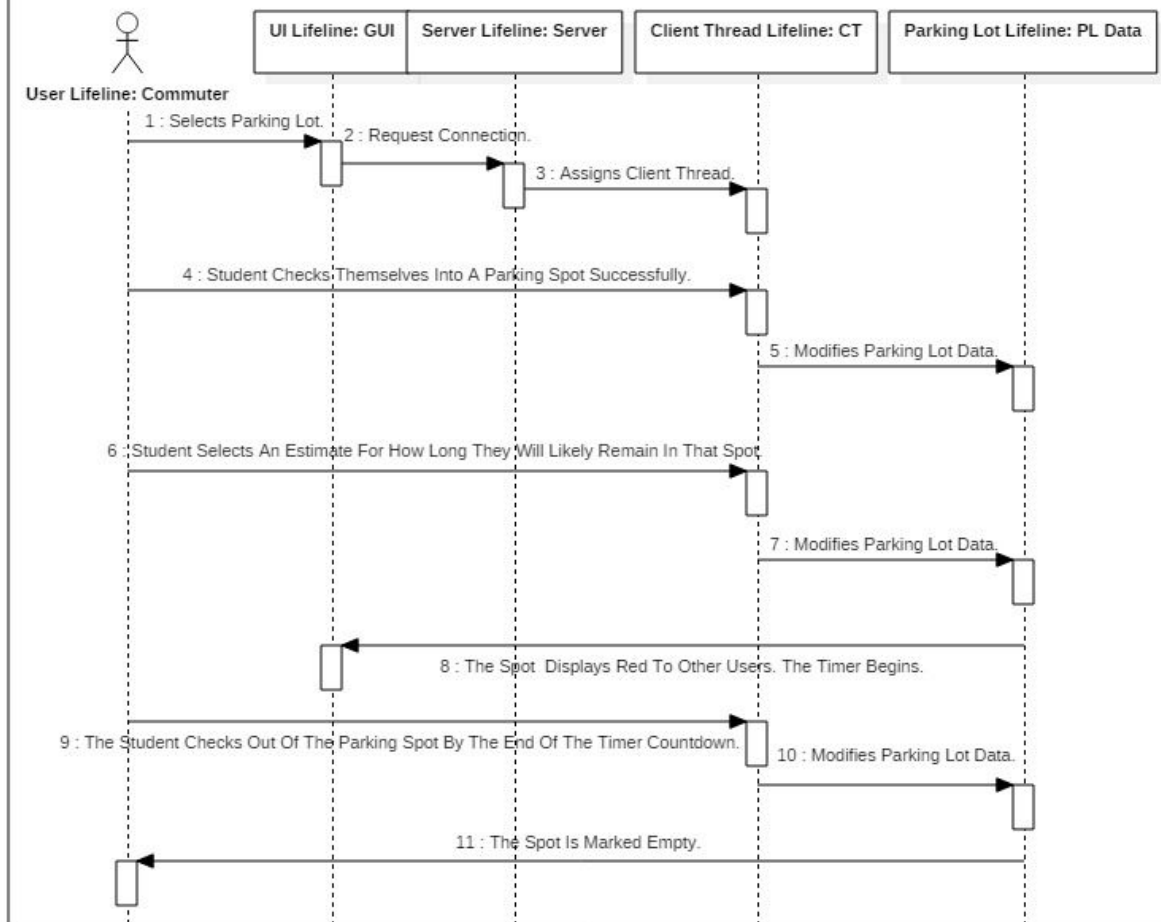 UI Lifeline: GUI
Server Lifeline: Server
Client Thread Lifeline: CT
Parking Lot Lifeline: PL Data
User Lifeline: Commuter
1 : Selects Parking Lot.
2 : Request Connection.
3 : Assigns Client Thread.
4 : Student Checks Themselves Into A Parking Spot Successfully.
5 : Modifies Parking Lot Data.
6 : Student Selects An Estimate For How Long They Will Likely Remain In That Spot.
7 : Modifies Parking Lot Data.
8 : The Spot  Displays Red To Other Users. The Timer Begins.
9 : The Student Checks Out Of The Parking Spot By The End Of The Timer Countdown.
10 : Modifies Parking Lot Data.
11 : The Spot Is Marked Empty.